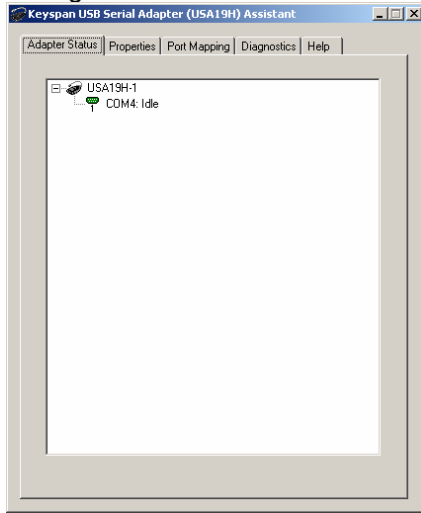 Keyspan USB Serial Adapter (USA19H) Assistant
Adapter Status Properties Port Mapping Diagnostics Help
USA19H-1
COM4: Idle